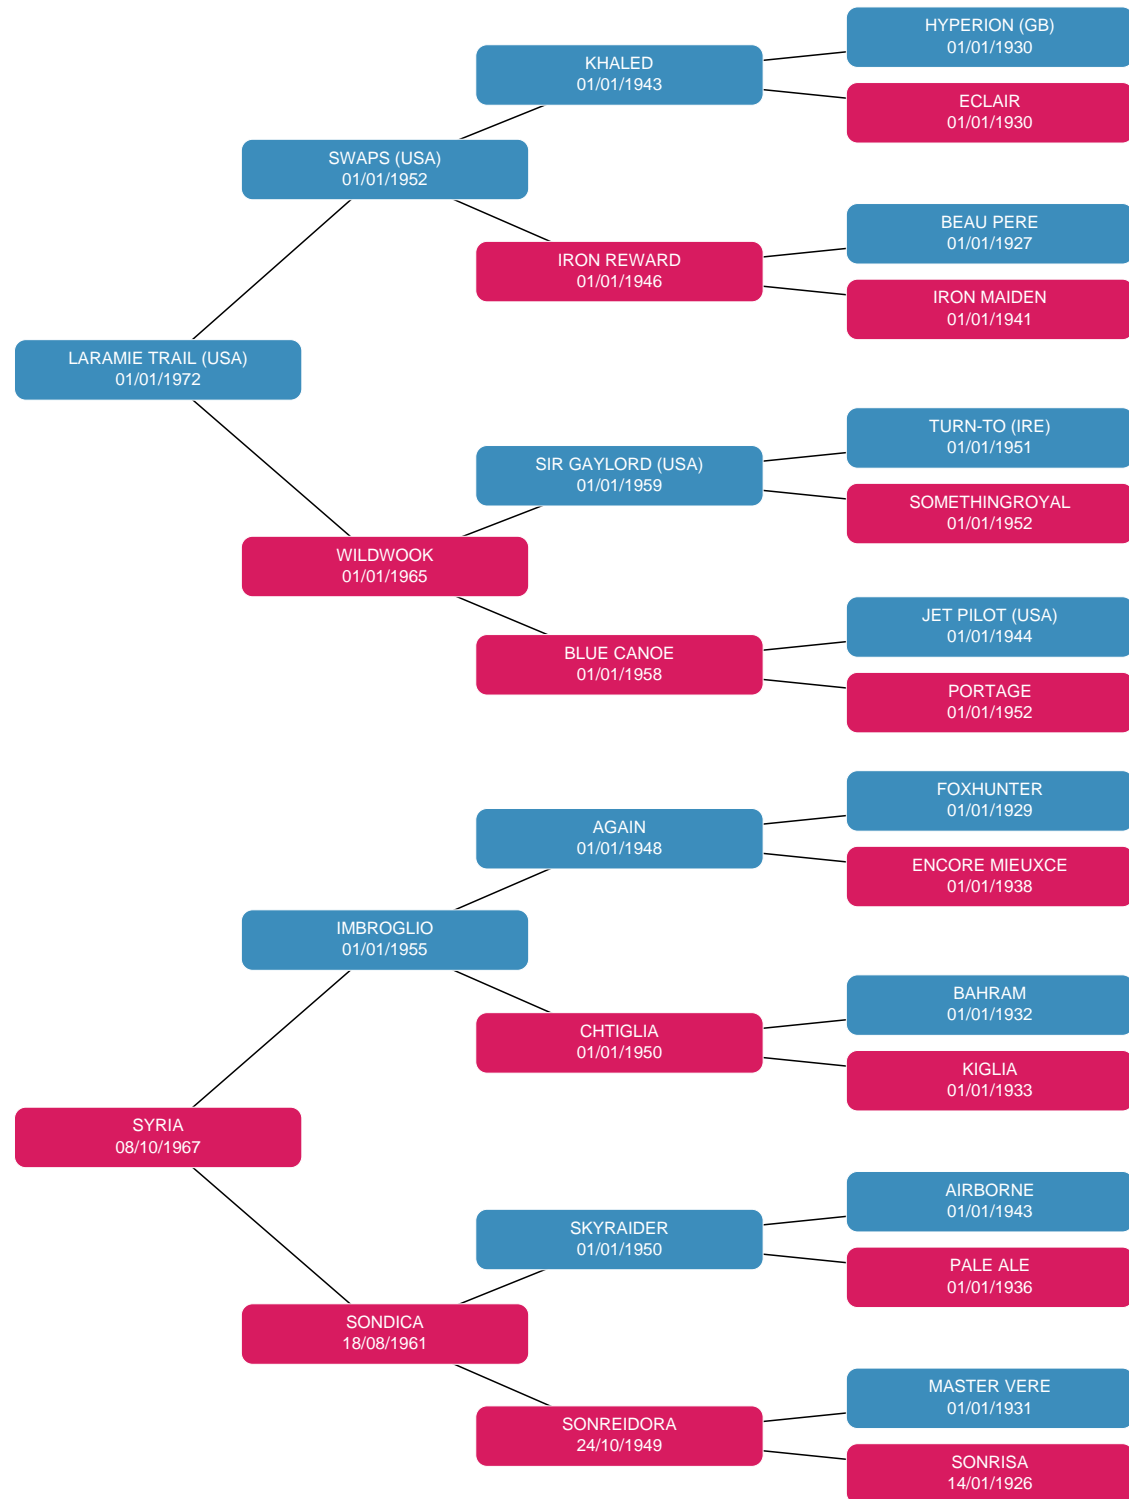 HYPERION (GB)
01/01/1930
KHALED
01/01/1943
ECLAIR
01/01/1930
SWAPS (USA)
01/01/1952
BEAU PERE
01/01/1927
IRON REWARD
01/01/1946
IRON MAIDEN
01/01/1941
LARAMIE TRAIL (USA)
01/01/1972
TURN-TO (IRE)
01/01/1951
SIR GAYLORD (USA)
01/01/1959
SOMETHINGROYAL
01/01/1952
WILDWOOK
01/01/1965
JET PILOT (USA)
01/01/1944
BLUE CANOE
01/01/1958
PORTAGE
01/01/1952
FOXHUNTER
01/01/1929
AGAIN
01/01/1948
ENCORE MIEUXCE
01/01/1938
IMBROGLIO
01/01/1955
BAHRAM
01/01/1932
CHTIGLIA
01/01/1950
KIGLIA
01/01/1933
SYRIA
08/10/1967
AIRBORNE
01/01/1943
SKYRAIDER
01/01/1950
PALE ALE
01/01/1936
SONDICA
18/08/1961
MASTER VERE
01/01/1931
SONREIDORA
24/10/1949
SONRISA
14/01/1926